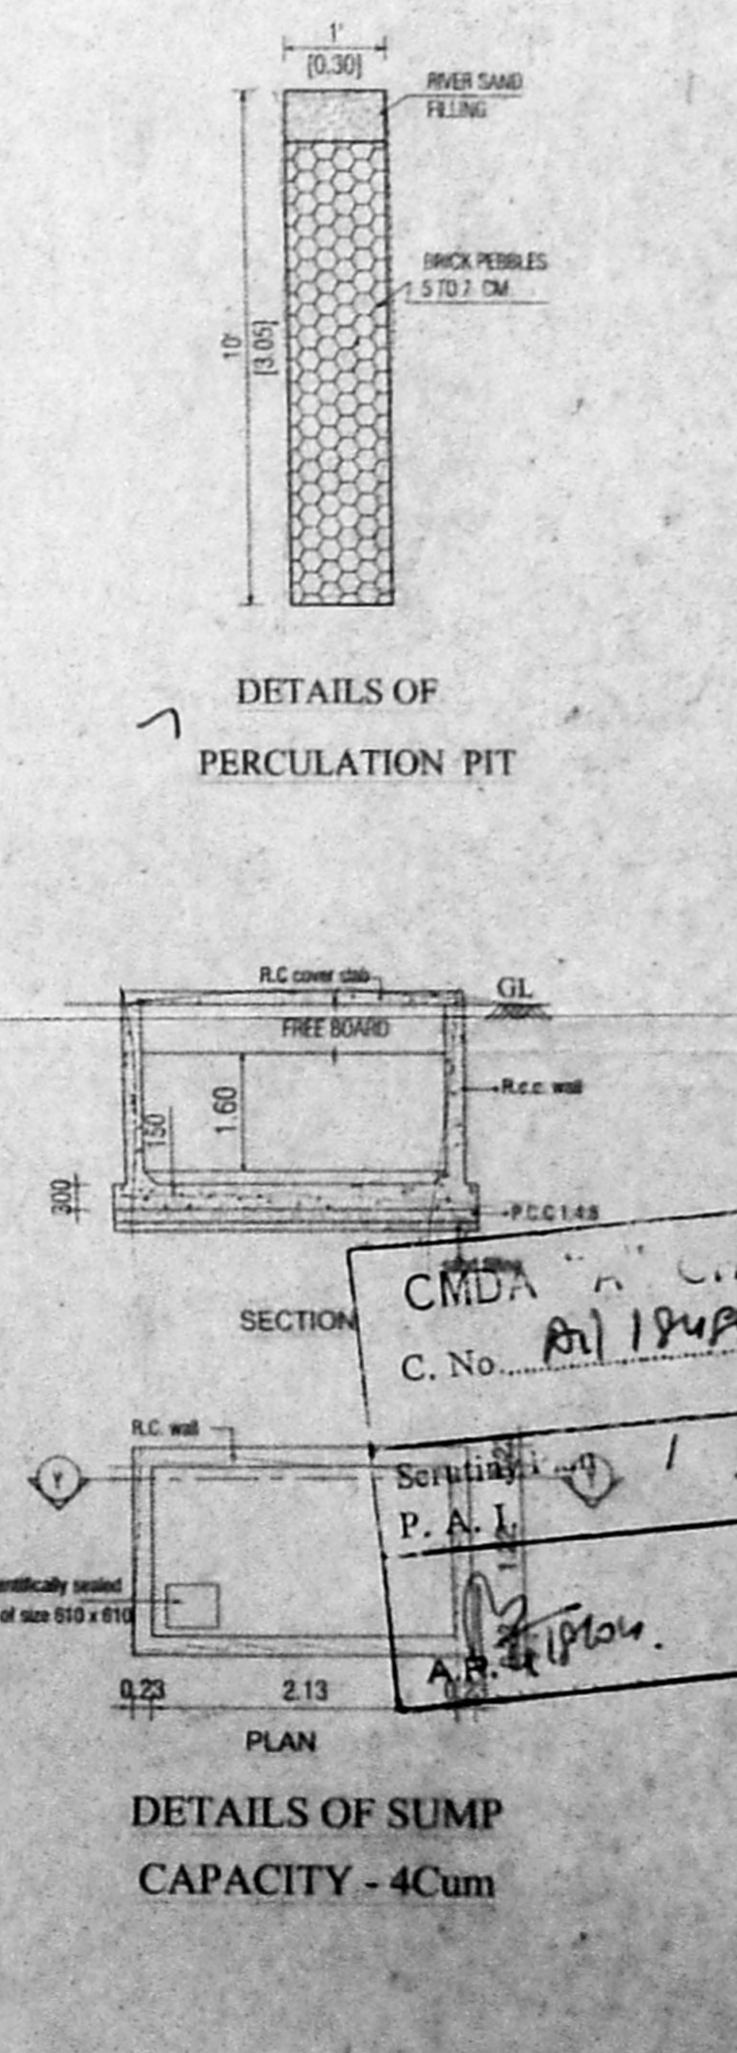 1'
[0.30]
RIVER SAND
FILLING
BRICK PEBBLES
5 TO 7 CM
10'
[3.05]
DETAILS OF
PERCULATION PIT
R.C cover slab
GL
FREE BOARD
R.c.c. wall
1.60
150
300
P.C.C 1:4:8
SECTION
CMDA "A"
C. No.
R.C. wall
Y
Scrutiny
P. A. I.
entifically sealed
of size 610 x 610
A.P.
0.23
2.13
PLAN
DETAILS OF SUMP
CAPACITY - 4Cum